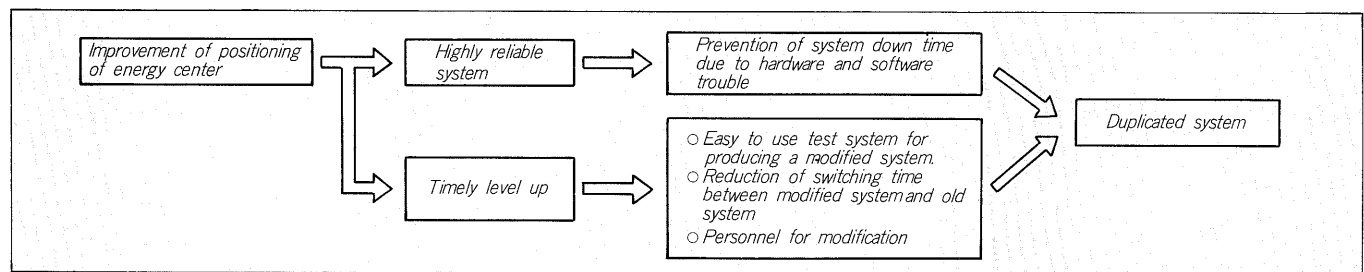 Improvement of positioning
of energy center
Highly reliable
system
Prevention of system down time
due to hardware and software
trouble
Timely level up
○ Easy to use test system for
producing a modified system.
○ Reduction of switching time
between modified system and old
system
○ Personnel for modification
Duplicated system